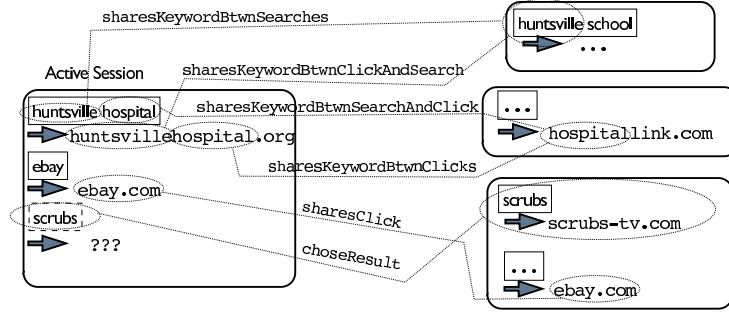 sharesKeywordBtwnSearches
huntsville school
...
Active Session
sharesKeywordBtwnClickAndSearch
huntsville hospital
sharesKeywordBtwnSearchAndClick
...
huntsvillehospital.org
hospitallink.com
ebay
sharesKeywordBtwnClicks
ebay.com
scrubs
scrubs
sharesClick
scrubs-tv.com
???
choseResult
...
ebay.com